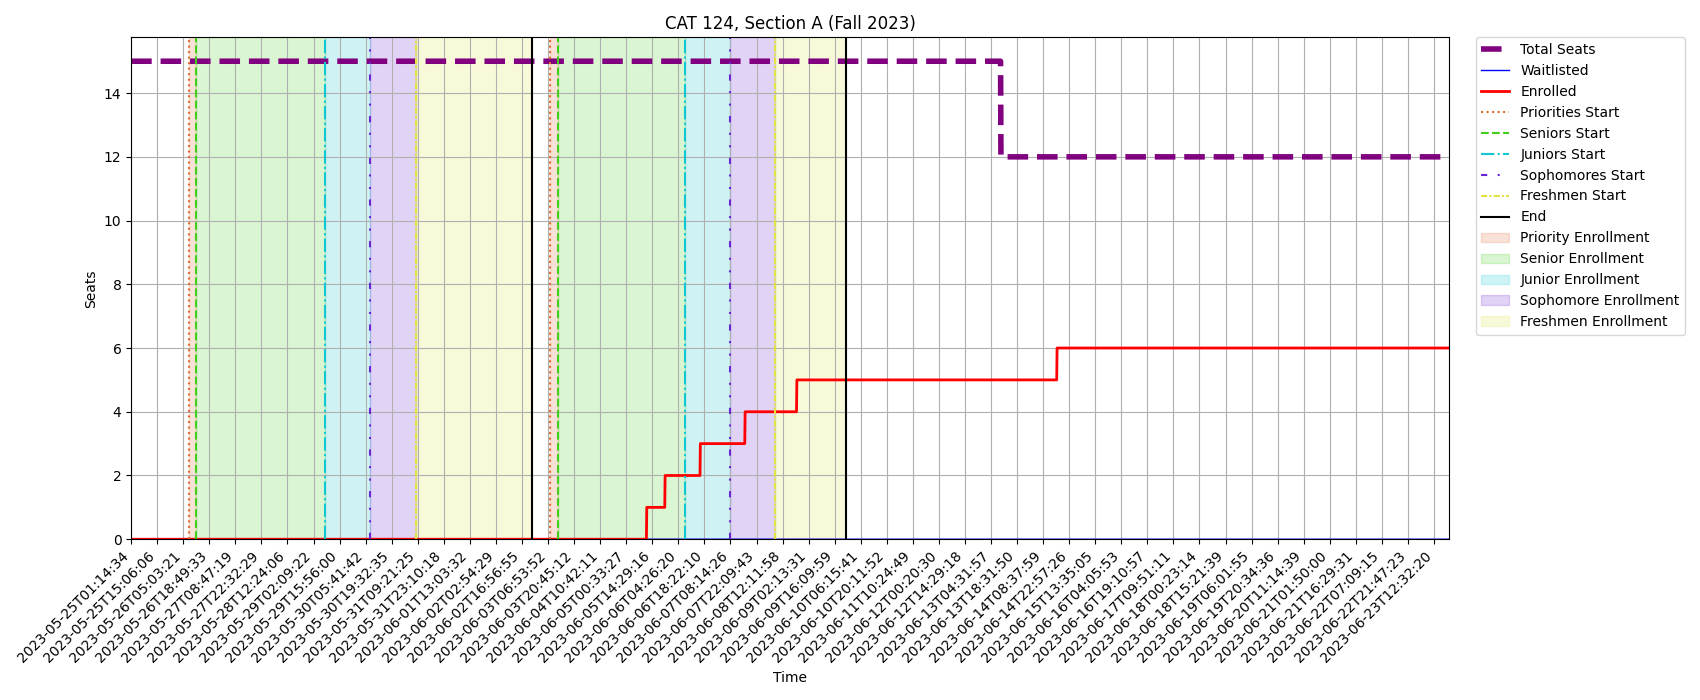 CAT 124, Section A (Fall 2023)
Seats
14
12
10
8
6
4
2
0
2023-05-25T01:14:34
2023-05-25T15:06:06
2023-05-26T05:03:21
2023-05-26T18:49:33
2023-05-27T08:47:19
2023-05-27T22:32:29
2023-05-28T12:24:06
2023-05-29T02:09:22
2023-05-29T15:56:00
2023-05-30T05:41:42
2023-05-30T19:32:35
2023-05-31T09:21:25
2023-05-31T23:10:18
2023-06-01T13:03:32
2023-06-02T02:54:29
2023-06-02T16:56:55
2023-06-03T06:53:52
2023-06-03T20:45:12
2023-06-04T10:42:11
2023-06-05T00:33:27
2023-06-05T14:29:16
2023-06-06T04:26:20
2023-06-06T18:22:10
2023-06-07T08:14:26
2023-06-07T22:09:43
2023-06-08T12:11:58
2023-06-09T02:13:31
2023-06-09T16:09:59
2023-06-10T06:15:41
2023-06-10T20:11:52
2023-06-11T10:24:49
2023-06-12T00:20:30
2023-06-12T14:29:18
2023-06-13T04:31:57
2023-06-13T18:31:50
2023-06-14T08:37:59
2023-06-14T22:57:26
2023-06-15T13:35:05
2023-06-16T04:05:53
2023-06-16T19:10:57
2023-06-17T09:51:11
2023-06-18T00:23:14
2023-06-18T15:21:39
2023-06-19T06:01:55
2023-06-19T20:34:36
2023-06-20T11:14:39
2023-06-21T01:50:00
2023-06-21T16:29:31
2023-06-22T07:09:15
2023-06-22T21:47:23
2023-06-23T12:32:20
Time
Total Seats
Waitlisted
Enrolled
Priorities Start
Seniors Start
Juniors Start
Sophomores Start
Freshmen Start
End
Priority Enrollment
Senior Enrollment
Junior Enrollment
Sophomore Enrollment
Freshmen Enrollment